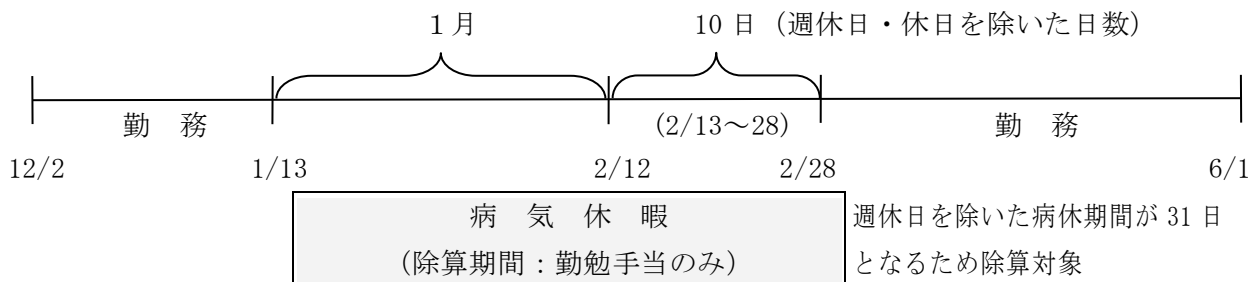 1月 10日（週休日・休日を除いた日数）
勤 務 (2/13～28) 勤 務
12/2 1/13 2/12 2/28 6/1
病 気 休 暇
(除算期間：勤勉手当のみ)
週休日を除いた病休期間が 31 日
となるため除算対象